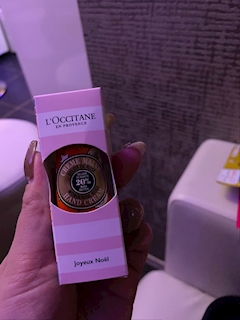 L'OCCITANE
EN PROVENCE
CRÈME MAINS
20%
HAND CREAM
Joyeux Noël